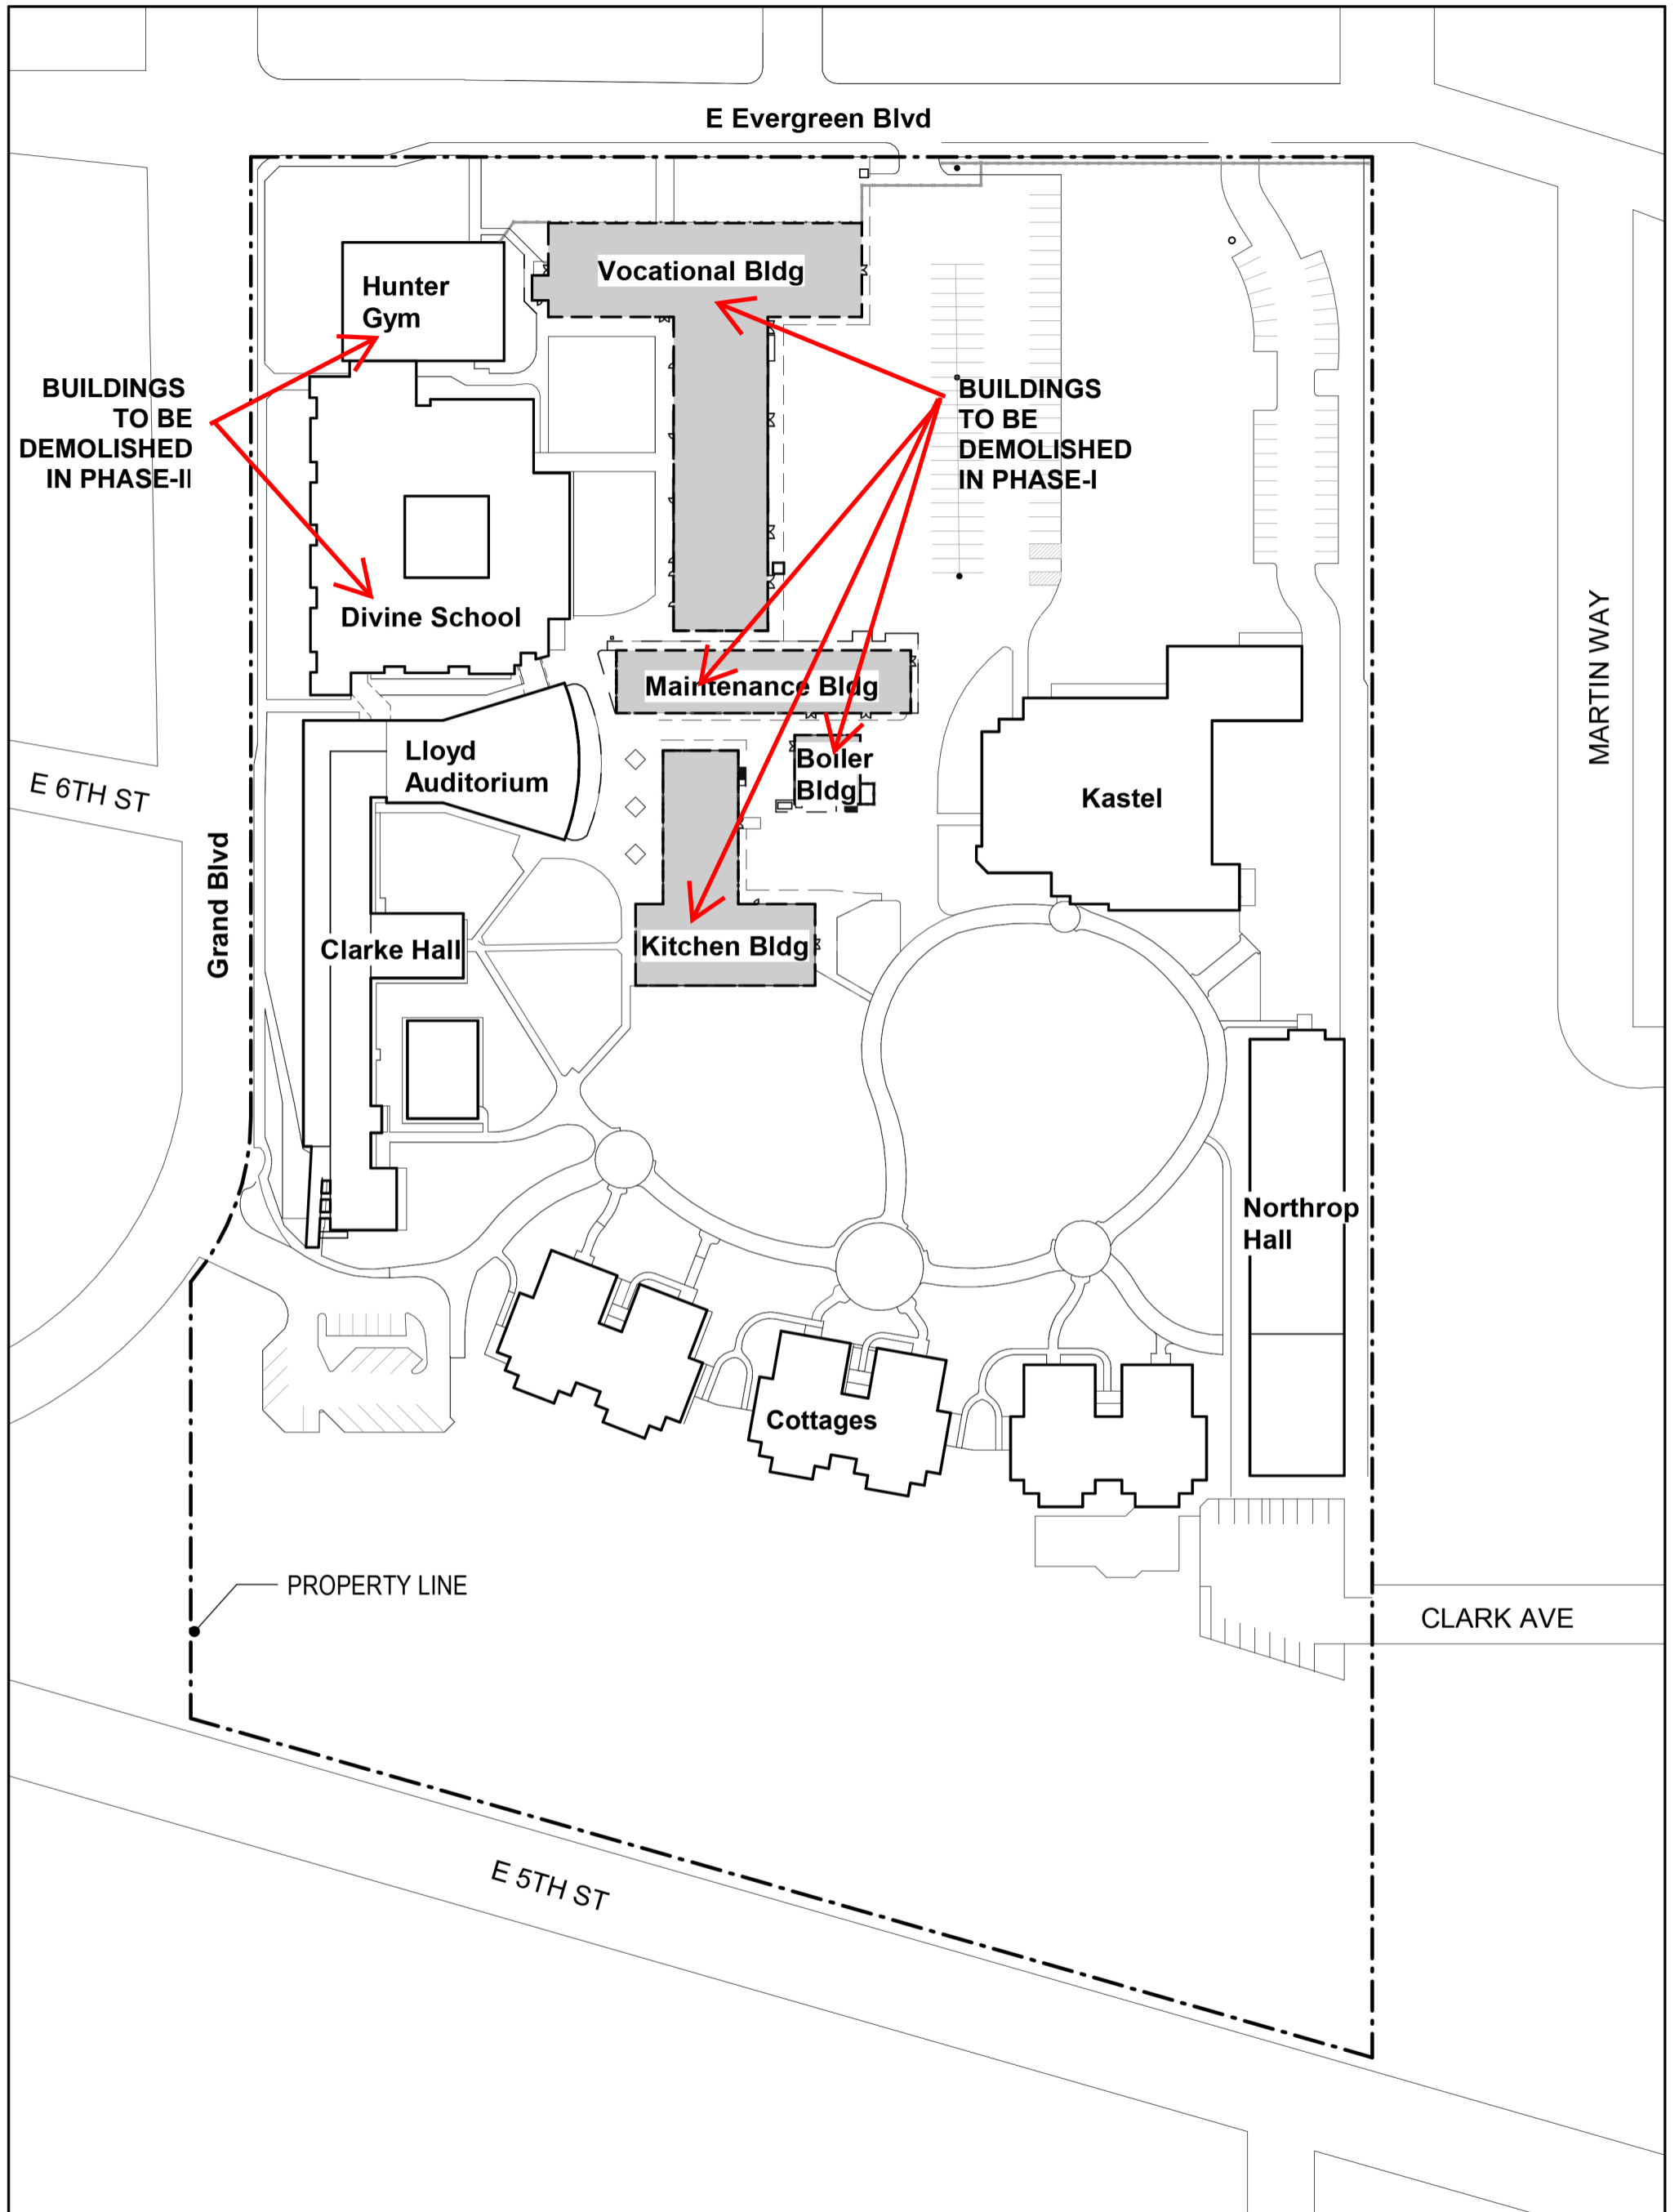 E Evergreen Blvd
Vocational Bldg
Hunter
Gym
BUILDINGS
TO BE
DEMOLISHED
IN PHASE-II
BUILDINGS
TO BE
DEMOLISHED
IN PHASE-I
Divine School
MARTIN WAY
Maintenance Bldg
Lloyd
Auditorium
Boiler
Bldg
E 6TH ST
Kastel
Grand Blvd
Clarke Hall
Kitchen Bldg
Northrop
Hall
Cottages
PROPERTY LINE
CLARK AVE
E 5TH ST